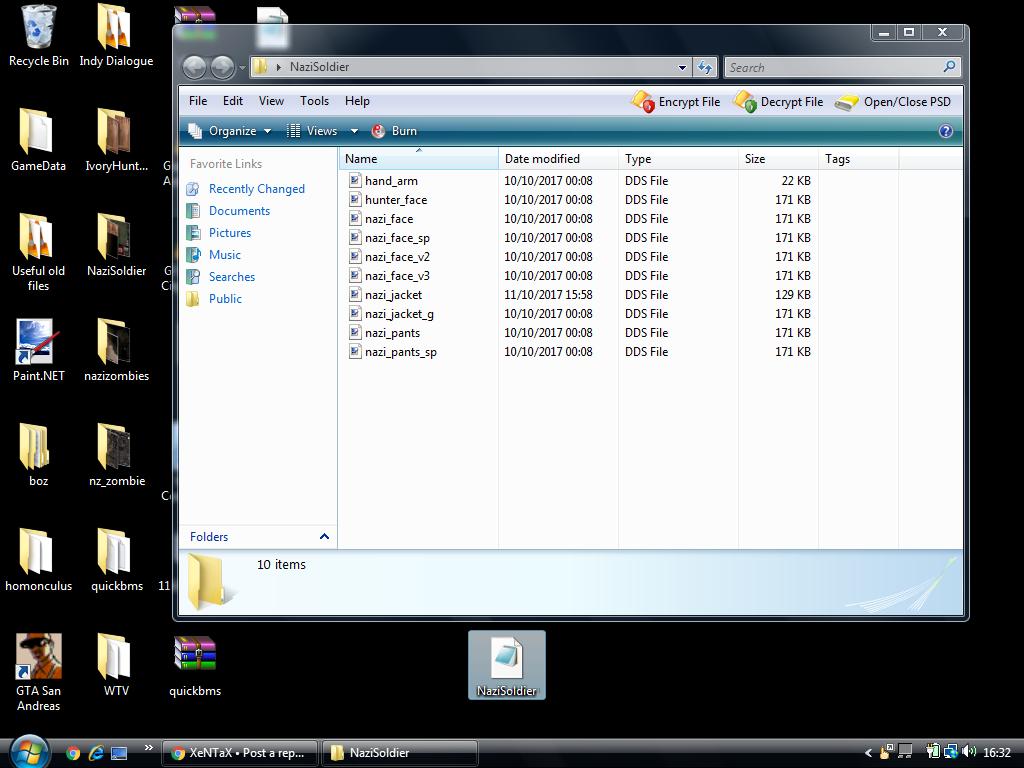 Recycle Bin
Indy Dialogue
GameData
IvoryHunt...
Useful old
files
NaziSoldier
Paint.NET
nazizombies
boz
nz_zombie
homonculus
quickbms
11
GTA San
Andreas
WTV
quickbms
NaziSoldier
NaziSoldier
Search
File Edit View Tools Help Encrypt File Decrypt File Open/Close PSD
Organize Views Burn
Favorite Links
Recently Changed
Documents
Pictures
Music
Searches
Public
Folders
Name Date modified Type Size Tags
hand_arm 10/10/2017 00:08 DDS File 22 KB
hunter_face 10/10/2017 00:08 DDS File 171 KB
nazi_face 10/10/2017 00:08 DDS File 171 KB
nazi_face_sp 10/10/2017 00:08 DDS File 171 KB
nazi_face_v2 10/10/2017 00:08 DDS File 171 KB
nazi_face_v3 10/10/2017 00:08 DDS File 171 KB
nazi_jacket 11/10/2017 15:58 DDS File 129 KB
nazi_jacket_g 10/10/2017 00:08 DDS File 171 KB
nazi_pants 10/10/2017 00:08 DDS File 171 KB
nazi_pants_sp 10/10/2017 00:08 DDS File 171 KB
10 items
XeNTaX • Post a rep...
NaziSoldier
16:32